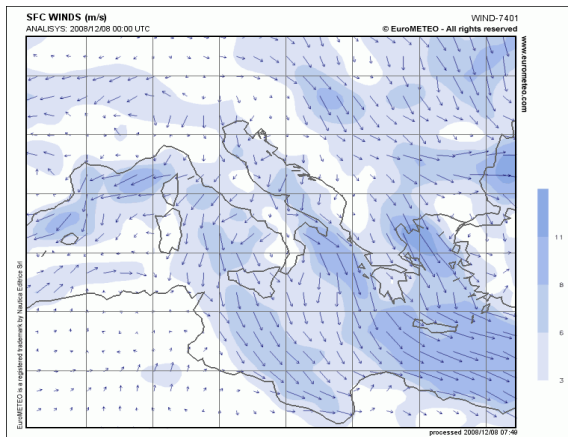 SFC WINDS (m/s)
WIND-7401
ANALISYS: 2008/12/08 00:00 UTC
© EuroMETEO - All rights reserved
www.eurometeo.com
EuroMETEO is a registered trademark by Nautica Editrice Srl
11
8
6
3
processed 2008/12/08 07:49